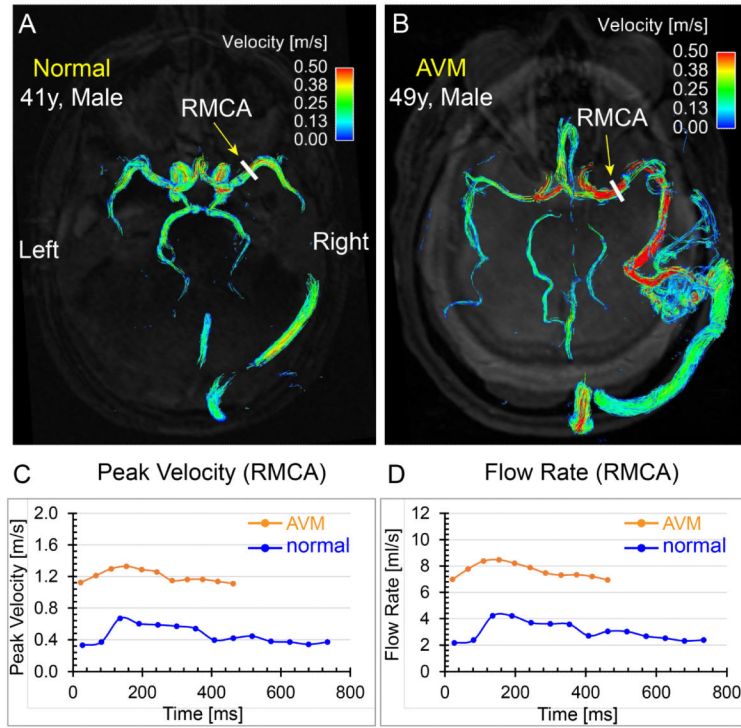 A
Velocity [m/s]
Normal
41y, Male
0.50
0.38
0.25
0.13
0.00
RMCA
Left
Right
B
Velocity [m/s]
AVM
49y, Male
0.50
0.38
0.25
0.13
0.00
RMCA
C Peak Velocity (RMCA)
Peak Velocity [m/s]
2.0
1.6
1.2
0.8
0.4
0.0
AVM
normal
0 200 400 600 800
Time [ms]
D Flow Rate (RMCA)
Flow Rate [ml/s]
12
10
8
6
4
2
0
AVM
normal
0 200 400 600 800
Time [ms]